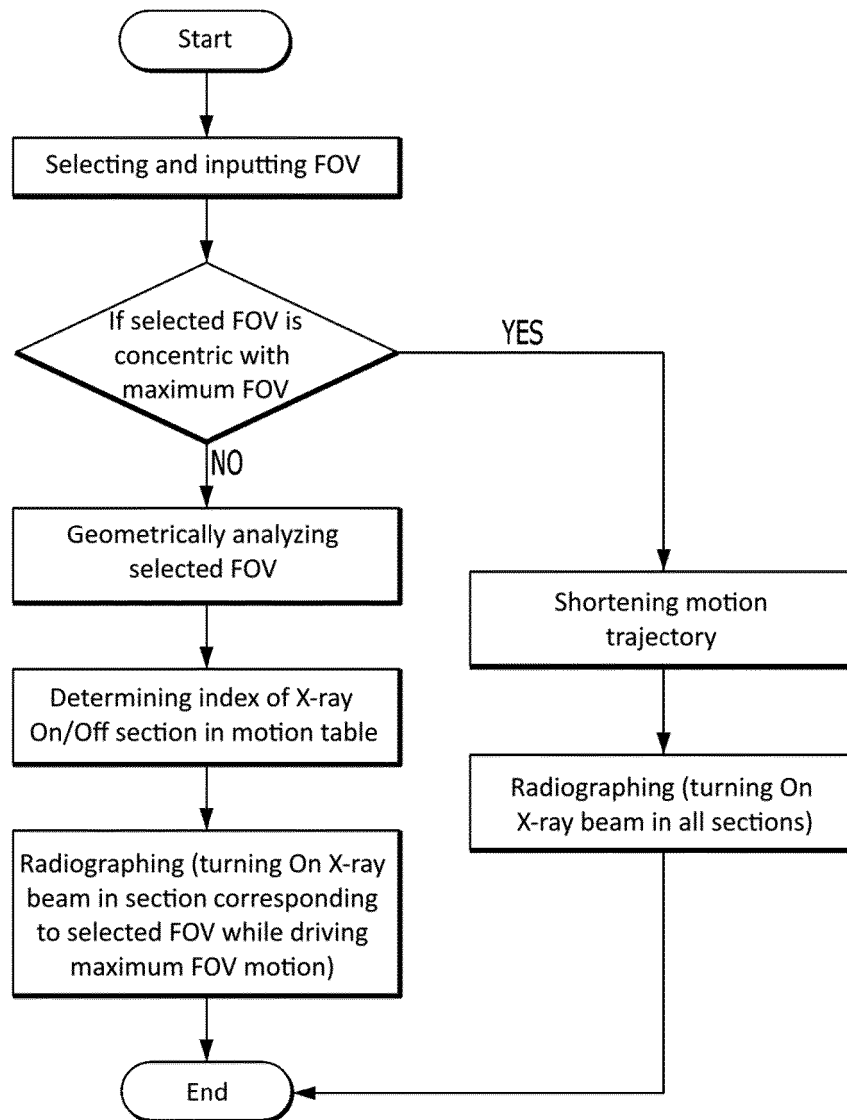 Start
Selecting and inputting FOV
If selected FOV is
concentric with
maximum FOV
YES
NO
Geometrically analyzing
selected FOV
Determining index of X-ray
On/Off section in motion table
Radiographing (turning On X-ray
beam in section corresponding
to selected FOV while driving
maximum FOV motion)
Shortening motion
trajectory
Radiographing (turning On
X-ray beam in all sections)
End